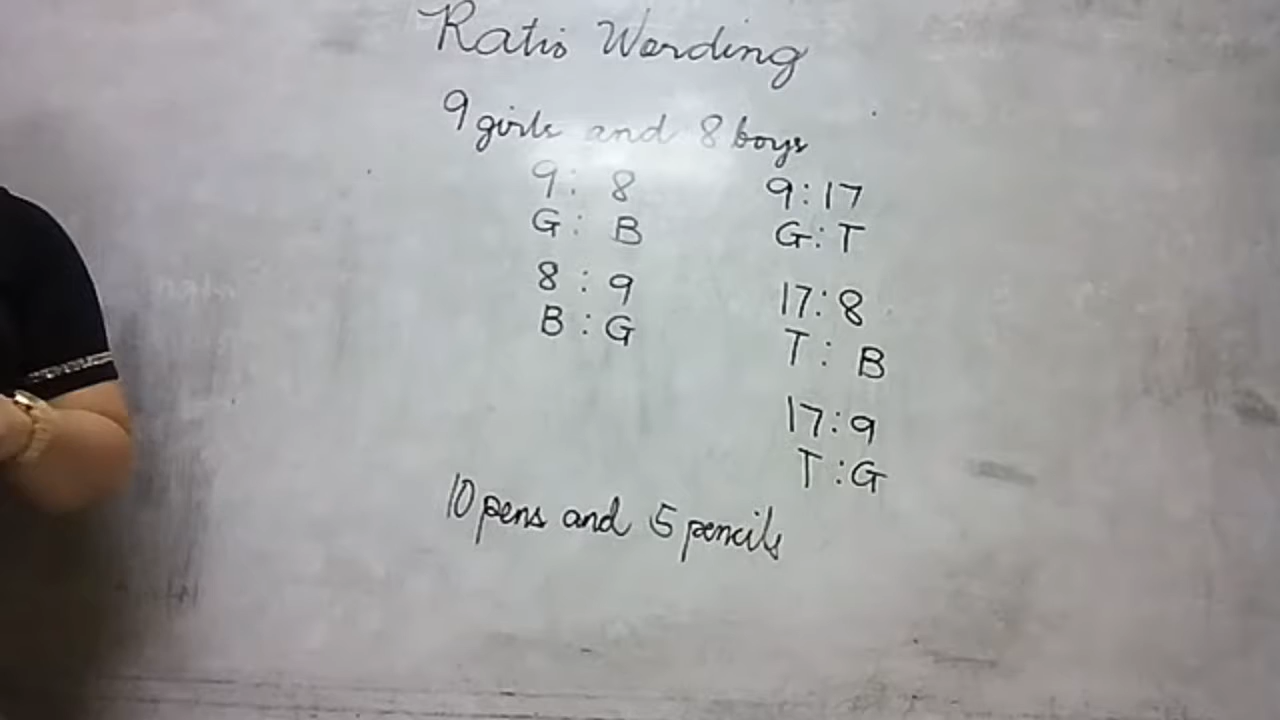 Ratio Wording
9 girls and 8 boys
9 : 8
G : B
8 : 9
B : G
9 : 17
G : T
17 : 8
T : B
17 : 9
T : G
10 pens and 5 pencils